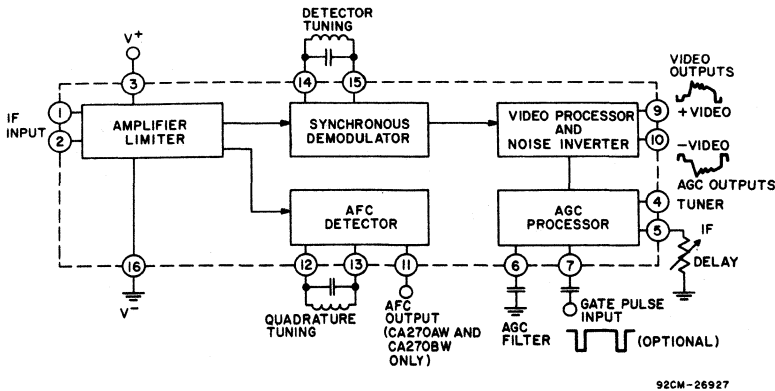 DETECTOR
TUNING
V+
14
15
3
VIDEO
OUTPUTS
1
IF
INPUT
2
AMPLIFIER
LIMITER
SYNCHRONOUS
DEMODULATOR
VIDEO PROCESSOR
AND
NOISE INVERTER
9
+VIDEO
10
−VIDEO
AGC OUTPUTS
4
TUNER
AFC
DETECTOR
AGC
PROCESSOR
5
IF
DELAY
16
V−
12
13
11
6
7
QUADRATURE
TUNING
AFC
OUTPUT
(CA270AW AND
CA270BW
ONLY)
AGC
FILTER
GATE PULSE
INPUT
(OPTIONAL)
92CM-26927